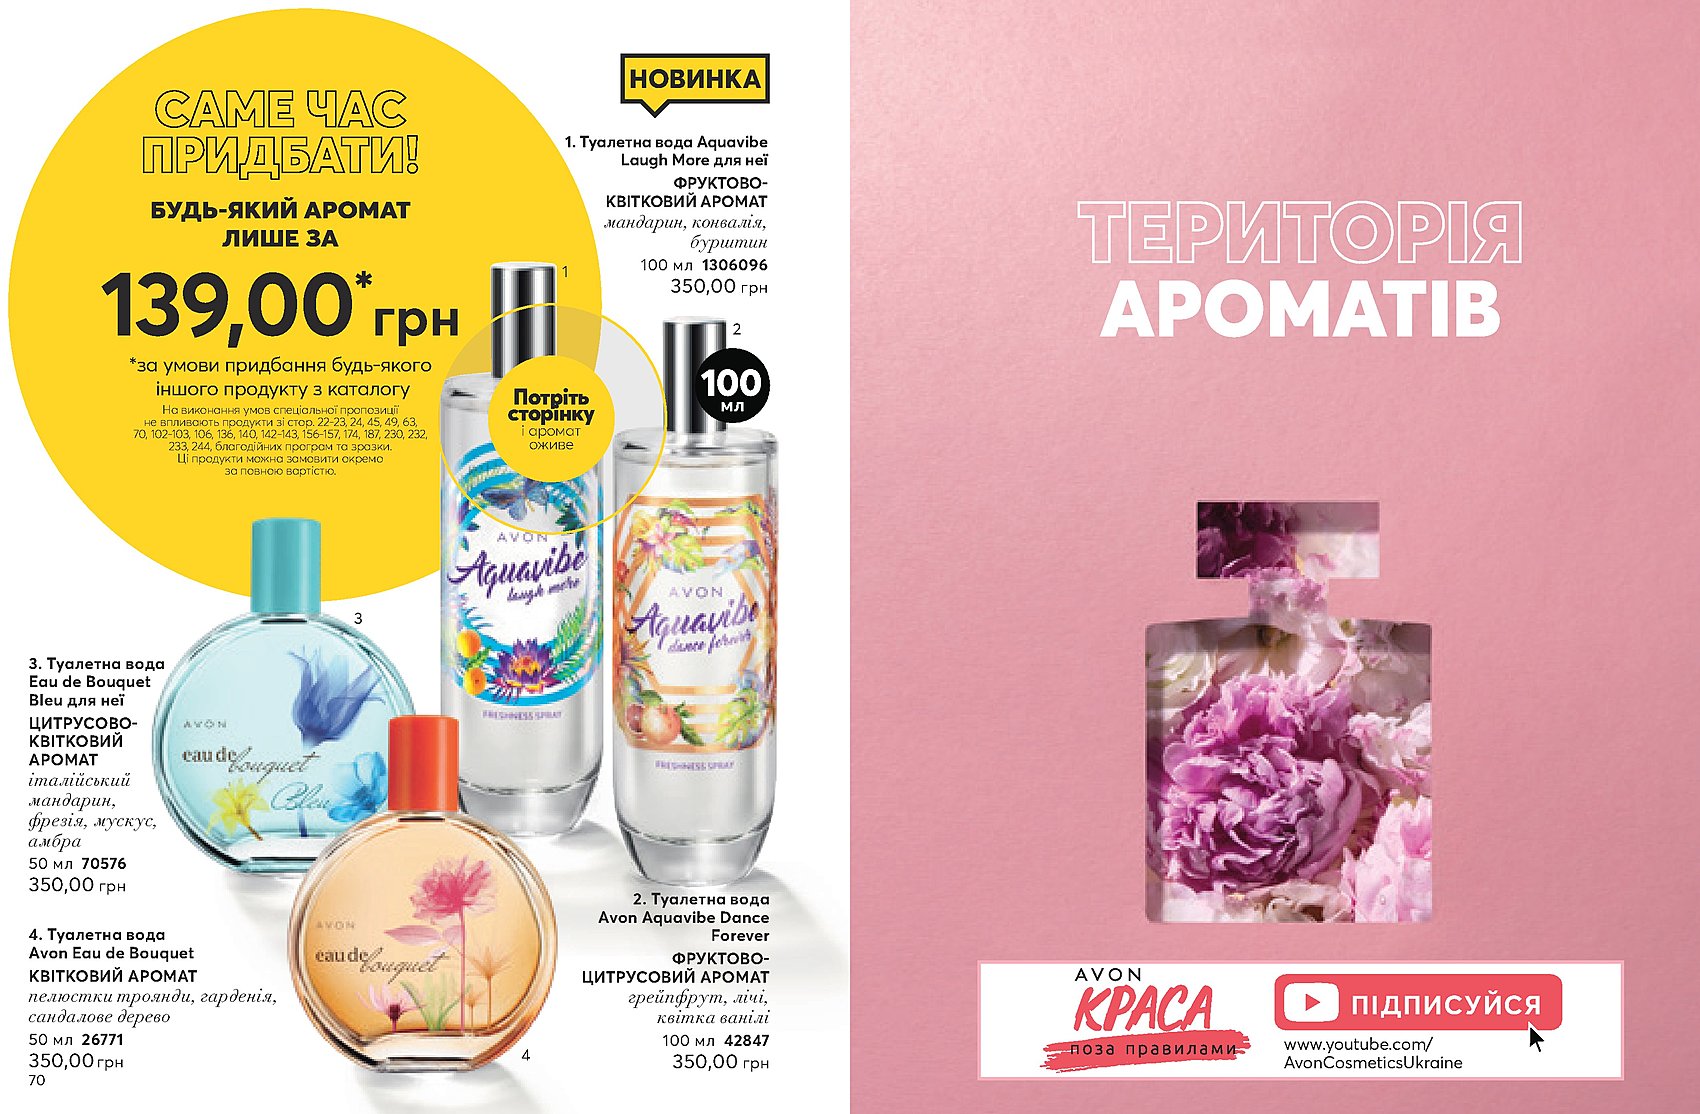 САМЕ ЧАС
ПРИДБАТИ!
БУДЬ-ЯКИЙ АРОМАТ
ЛИШЕ ЗА
139,00* грн
*за умови придбання будь-якого
іншого продукту з каталогу
На виконання умов спеціальної пропозиції
не впливають продукти зі стор. 22-23, 24, 45, 49, 63,
70, 102-103, 106, 136, 140, 142-143, 156-157, 174, 187, 230, 232,
233, 244, благодійних програм та зразки.
Ці продукти можна замовити окремо
за повною вартістю.
НОВИНКА
1. Туалетна вода Aquavibe
Laugh More для неї
ФРУКТОВО-
КВІТКОВИЙ АРОМАТ
мандарин, конвалія,
бурштин
100 мл 1306096
350,00 грн
1
2
100
мл
Потріть
сторінку
і аромат
оживе
AVON
Aquavibe
laugh more
FRESHNESS SPRAY
AVON
Aquavibe
dance forever
FRESHNESS SPRAY
3
3. Туалетна вода
Eau de Bouquet
Bleu для неї
ЦИТРУСОВО-
КВІТКОВИЙ
АРОМАТ
італійський
мандарин,
фрезія, мускус,
амбра
50 мл 70576
350,00 грн
AVON
eau de
bouquet
Bleu
AVON
eau de
bouquet
4
4. Туалетна вода
Avon Eau de Bouquet
КВІТКОВИЙ АРОМАТ
пелюстки троянди, гарденія,
сандалове дерево
50 мл 26771
350,00 грн
70
2. Туалетна вода
Avon Aquavibe Dance
Forever
ФРУКТОВО-
ЦИТРУСОВИЙ АРОМАТ
грейпфрут, лічі,
квітка ванілі
100 мл 42847
350,00 грн
ТЕРИТОРІЯ
АРОМАТІВ
AVON
КРАСА
поза правилами
ПІДПИСУЙСЯ
www.youtube.com/
AvonCosmeticsUkraine